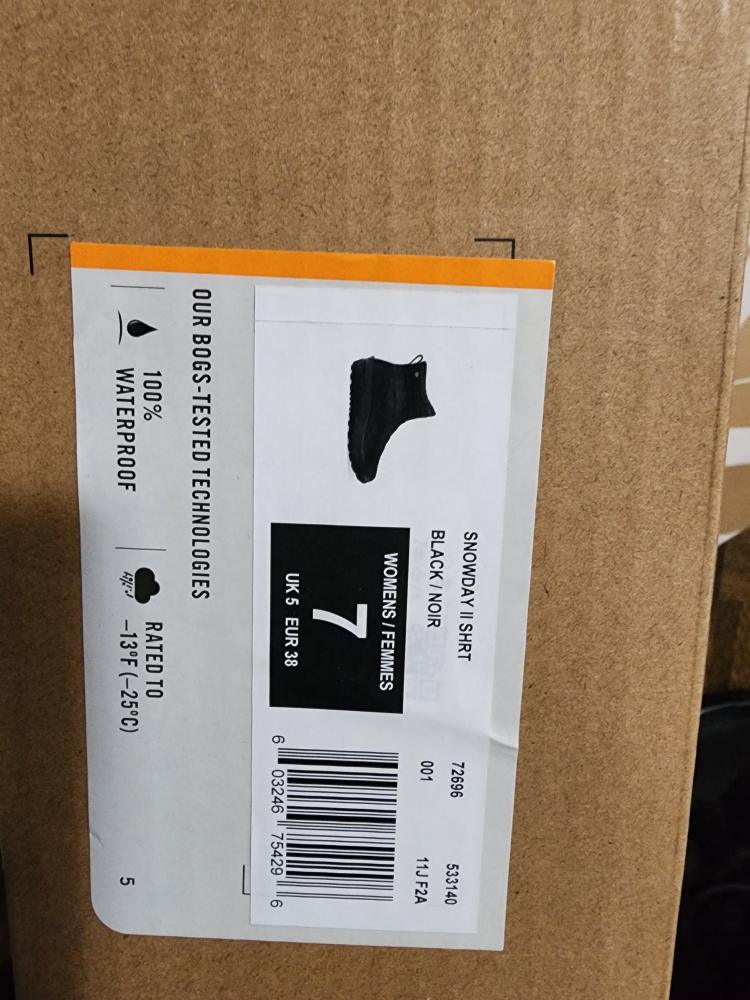 SNOWDAY II SHRT
BLACK / NOIR
72696
533140
001
11J F2A
WOMENS / FEMMES
7
UK 5 EUR 38
6 03246 75429 6
OUR BOGS-TESTED TECHNOLOGIES
100%
WATERPROOF
RATED TO
-13°F (-25°C)
5